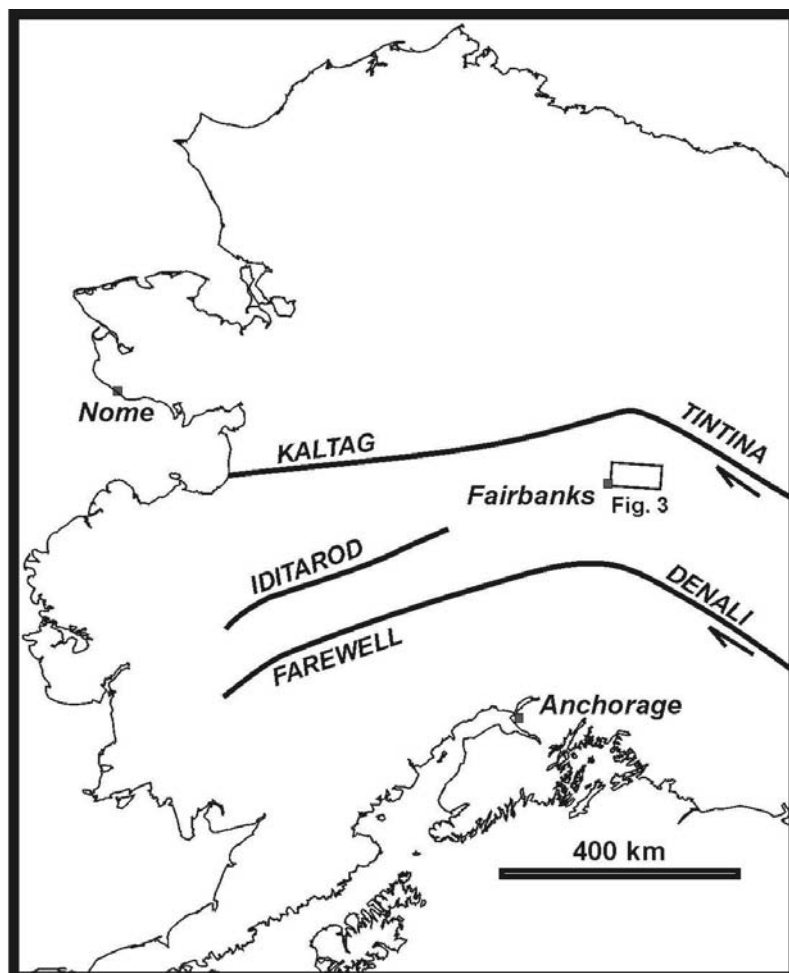 Nome
KALTAG
TINTINA
Fairbanks
Fig. 3
IDITAROD
FAREWELL
DENALI
Anchorage
400 km